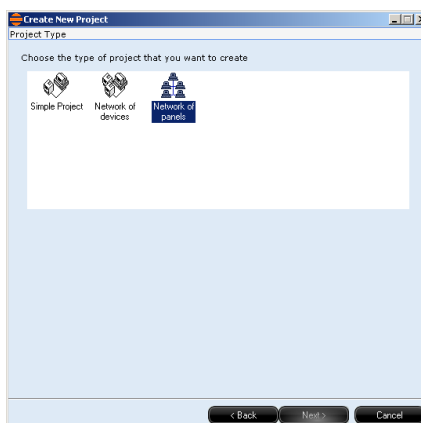 Create New Project
Project Type
Choose the type of project that you want to create
Simple Project
Network of
devices
Network of
panels
< Back
Next >
Cancel